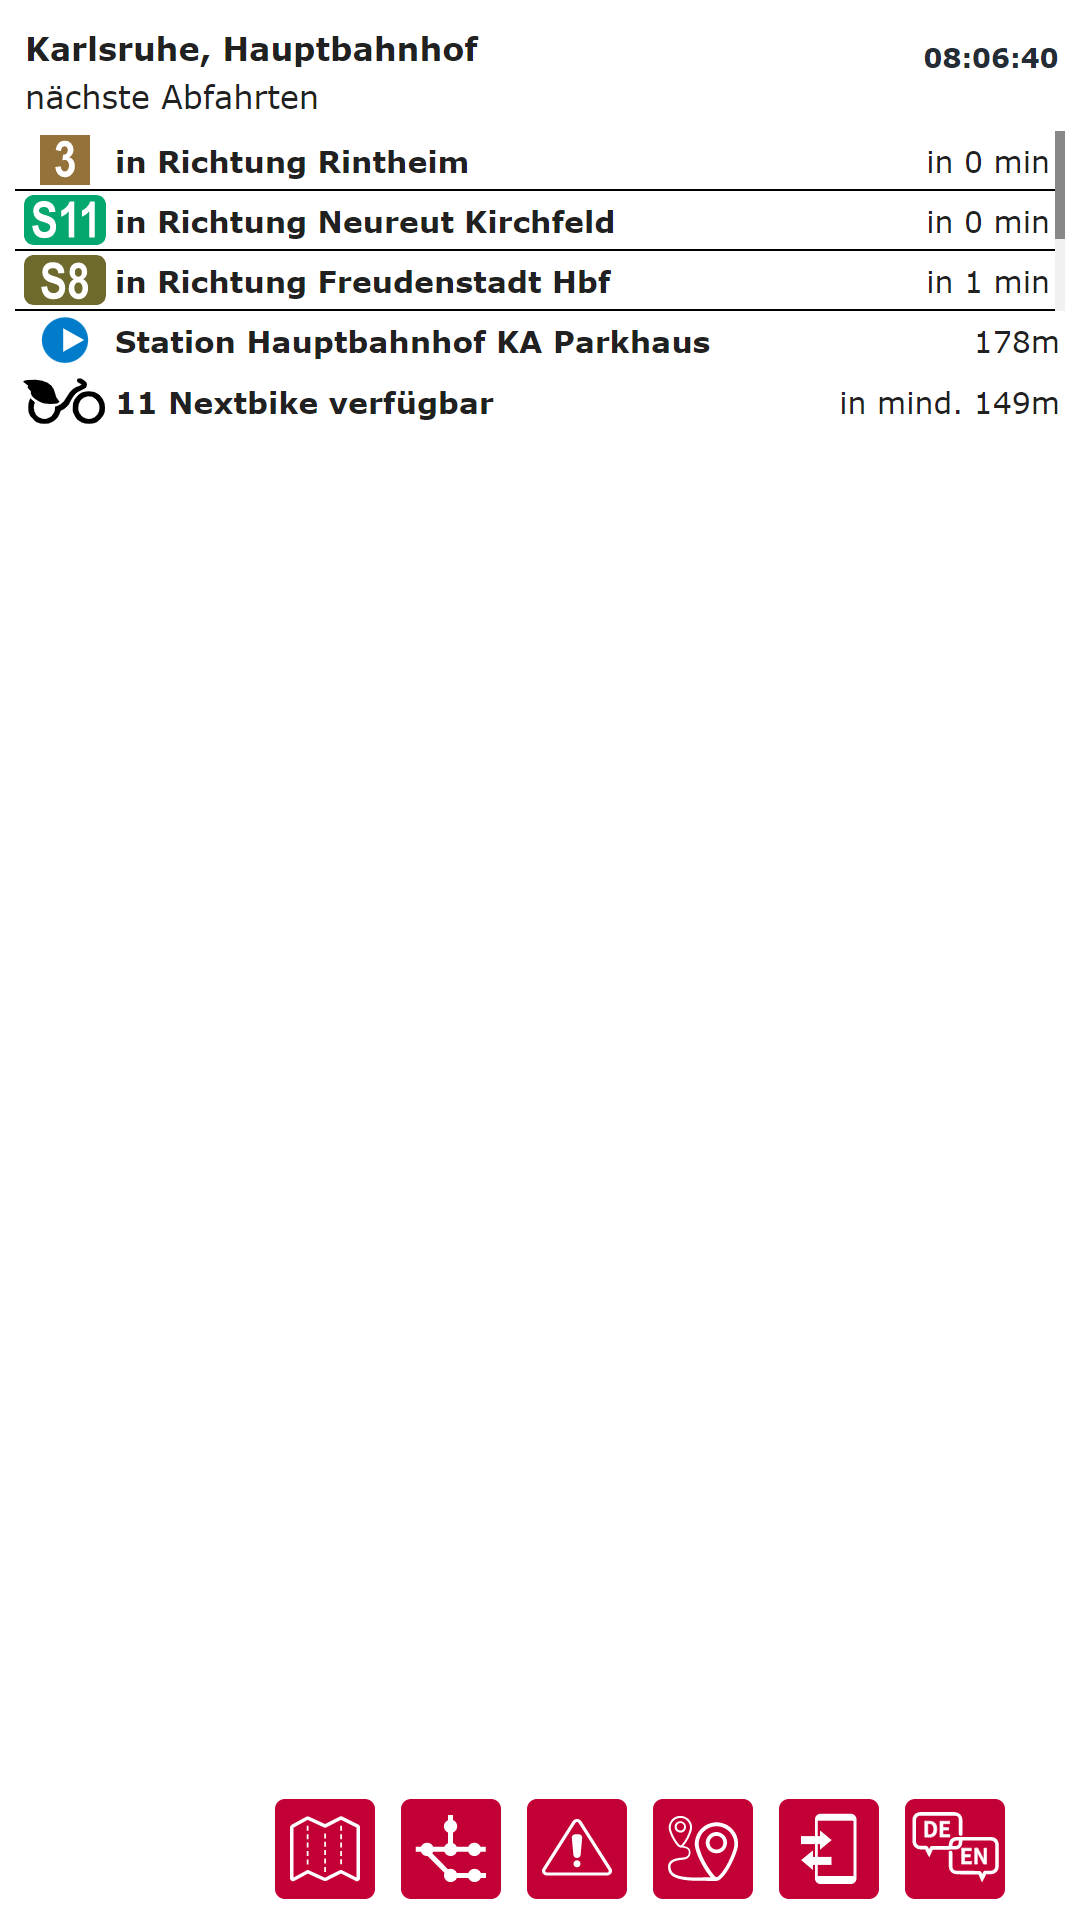 Karlsruhe, Hauptbahnhof
08:06:40
nächste Abfahrten
3 in Richtung Rintheim in 0 min
S11 in Richtung Neureut Kirchfeld in 0 min
S8 in Richtung Freudenstadt Hbf in 1 min
Station Hauptbahnhof KA Parkhaus 178m
11 Nextbike verfügbar in mind. 149m
DE
EN